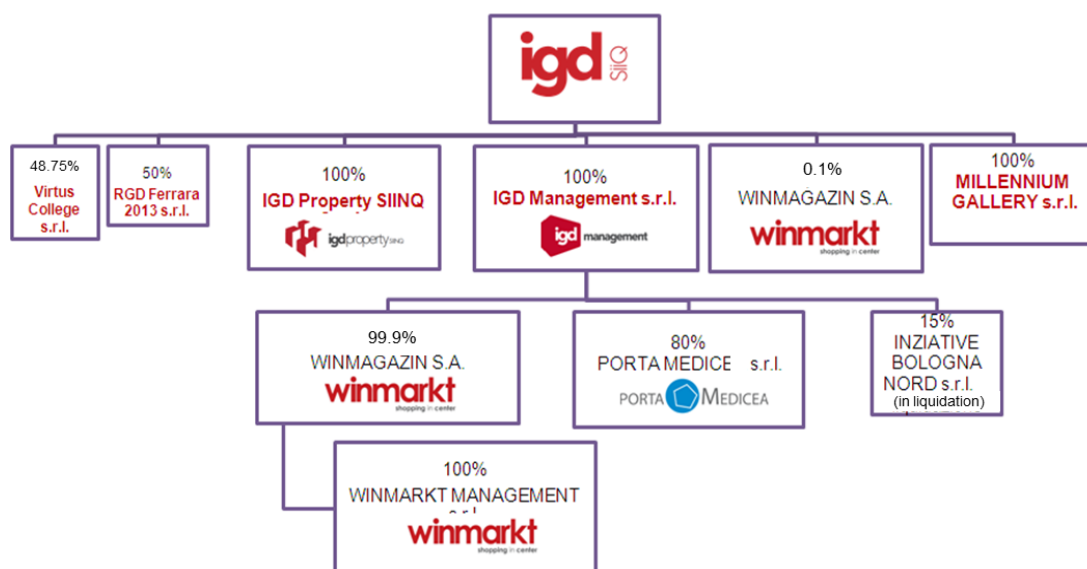 igd SiiQ
48.75%
Virtus
College
s.r.l.
50%
RGD Ferrara
2013 s.r.l.
100%
IGD Property SIINQ
igdproperty SIINQ
100%
IGD Management s.r.l.
igd management
0.1%
WINMAGAZIN S.A.
winmarkt
shopping in center
100%
MILLENNIUM
GALLERY s.r.l.
99.9%
WINMAGAZIN S.A.
winmarkt
shopping in center
80%
PORTA MEDICE s.r.l.
PORTA MEDICEA
15%
INZIATIVE
BOLOGNA
NORD s.r.l.
(in liquidation)
100%
WINMARKT MANAGEMENT
s.r.l.
winmarkt
shopping in center